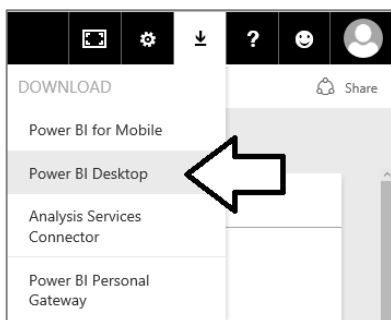 ?
DOWNLOAD
Share
Power BI for Mobile
Power BI Desktop
Analysis Services
Connector
Power BI Personal
Gateway